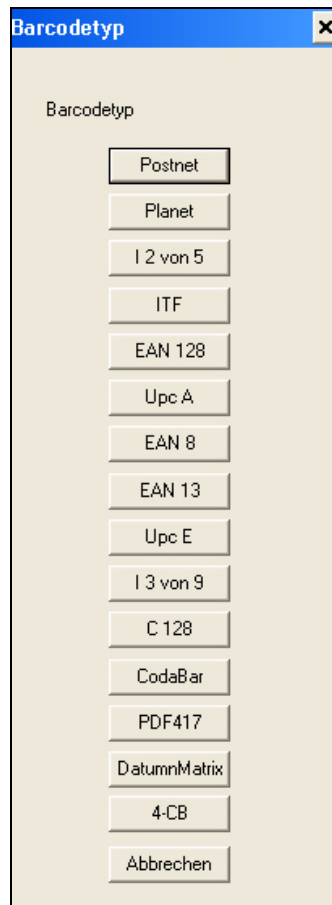 Barcodetyp
Barcodetyp
Postnet
Planet
I 2 von 5
ITF
EAN 128
Upc A
EAN 8
EAN 13
Upc E
I 3 von 9
C 128
CodaBar
PDF417
DatumnMatrix
4-CB
Abbrechen